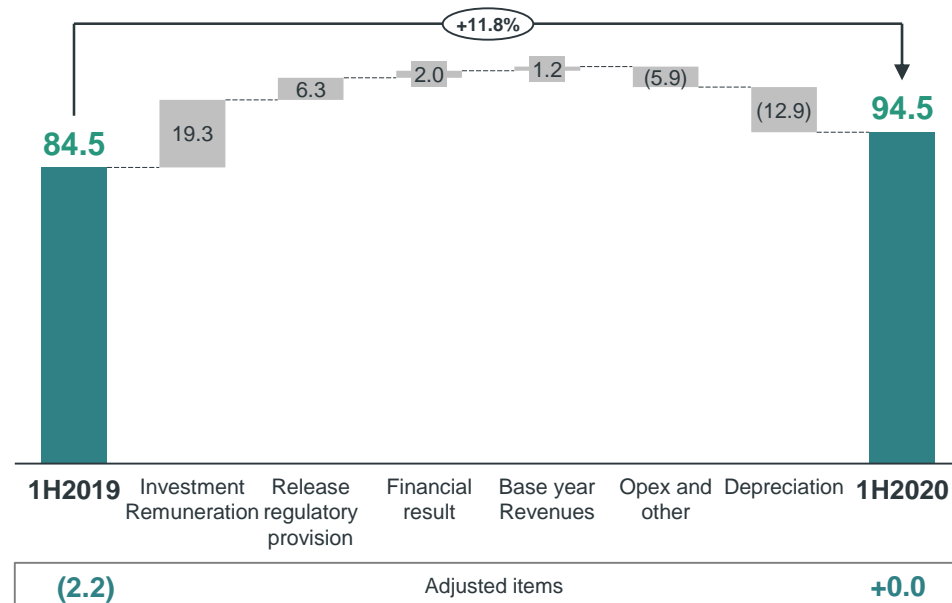 +11.8%
84.5
19.3
6.3
2.0
1.2
(5.9)
(12.9)
94.5
1H2019
Investment
Remuneration
Release
regulatory
provision
Financial
result
Base year
Revenues
Opex and
other
Depreciation
1H2020
(2.2)
Adjusted items
+0.0